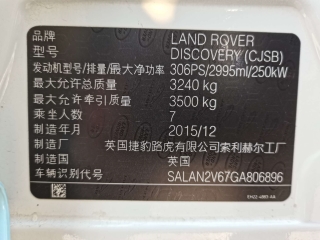 品牌 LAND ROVER
型号 DISCOVERY (CJSB)
发动机型号/排量/最大净功率 306PS/2995ml/250kW
最大允许总质量 3240 kg
最大允许牵引质量 3500 kg
乘坐人数 7
制造年月 2015/12
制造厂 英国捷豹路虎有限公司索利赫尔工厂
制造国 英国
车辆识别代号 SALAN2V67GA806896